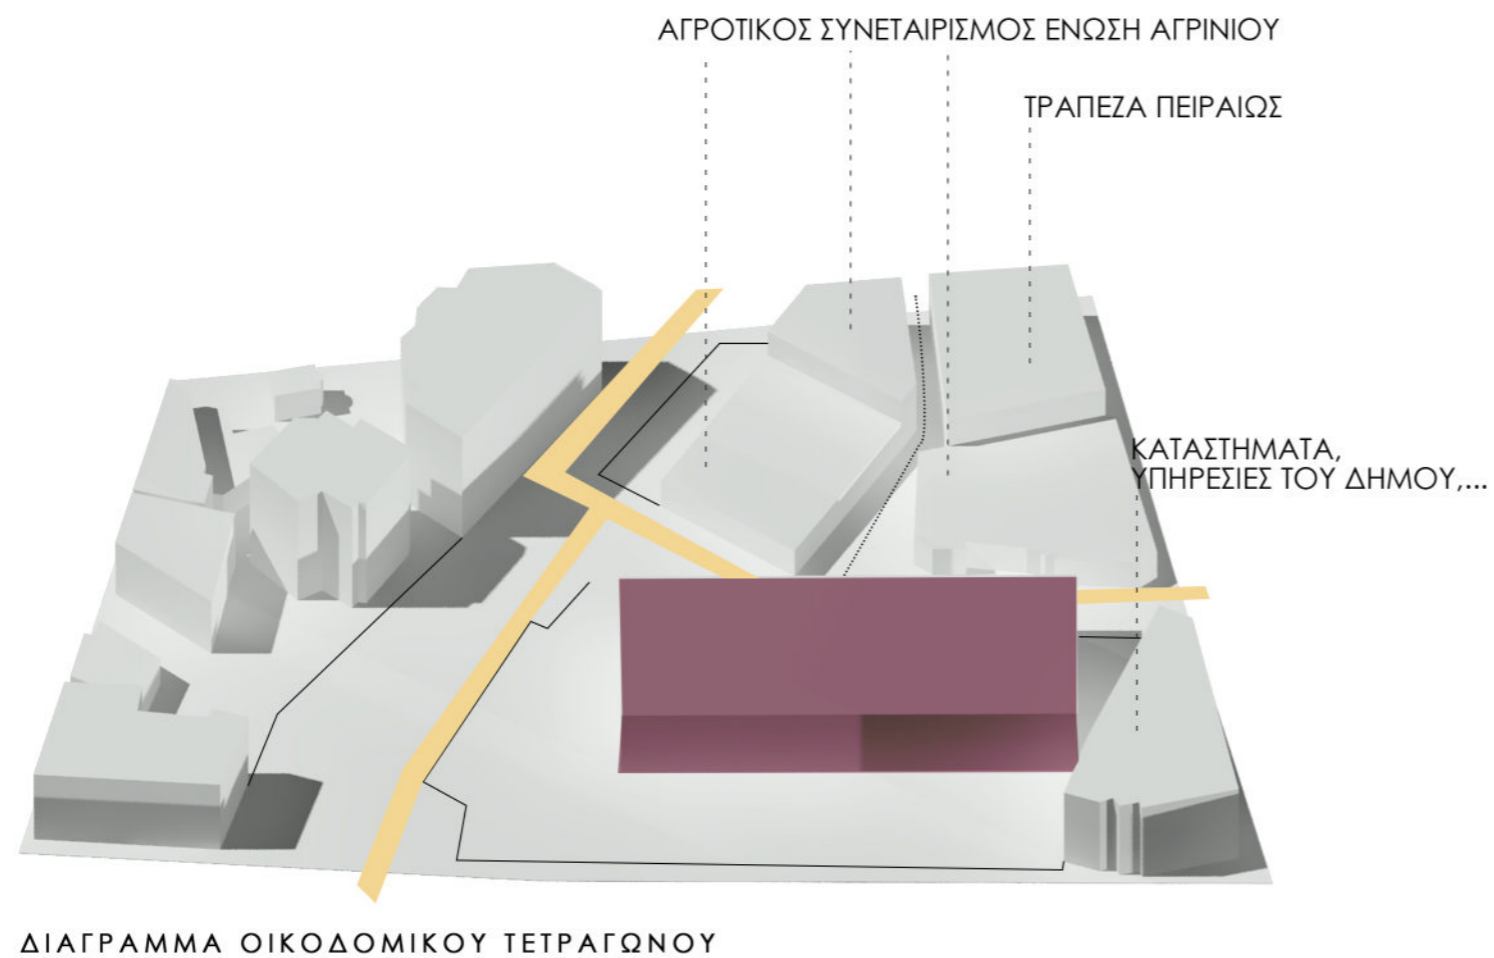 ΑΓΡΟΤΙΚΟΣ ΣΥΝΕΤΑΙΡΙΣΜΟΣ ΕΝΩΣΗ ΑΓΡΙΝΙΟΥ
ΤΡΑΠΕΖΑ ΠΕΙΡΑΙΩΣ
ΚΑΤΑΣΤΗΜΑΤΑ,
ΥΠΗΡΕΣΙΕΣ ΤΟΥ ΔΗΜΟΥ,...
ΔΙΑΓΡΑΜΜΑ ΟΙΚΟΔΟΜΙΚΟΥ ΤΕΤΡΑΓΩΝΟΥ